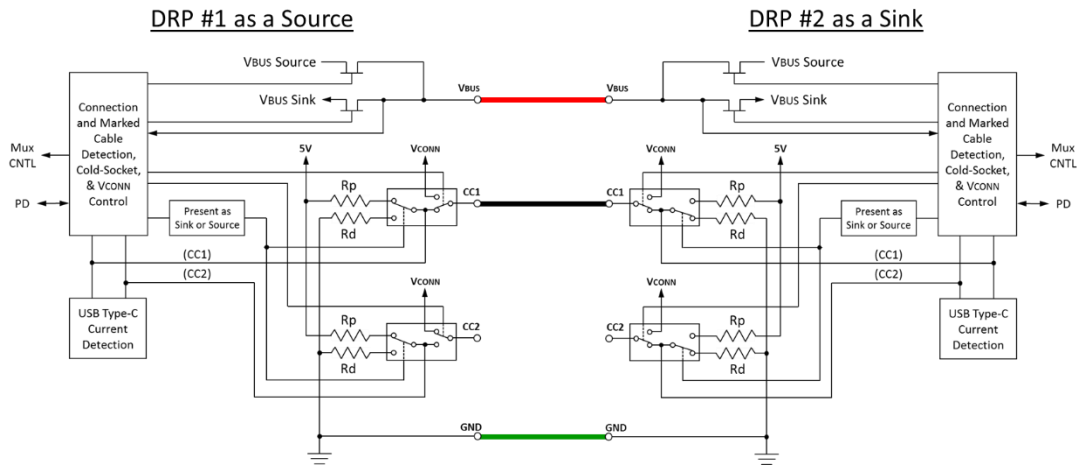 DRP #1 as a Source
DRP #2 as a Sink
VBUS Source
VBUS Sink
VBUS
VBUS
VBUS Source
VBUS Sink
Connection
and Marked
Cable
Detection,
Cold-Socket,
& VCONN
Control
Mux
CNTL
PD
Present as
Sink or Source
(CC1)
(CC2)
USB Type-C
Current
Detection
5V
VCONN
Rp
Rd
CC1
VCONN
Rp
Rd
CC2
GND
VCONN
5V
CC1
Rp
Rd
VCONN
CC2
Rp
Rd
GND
Connection
and Marked
Cable
Detection,
Cold-Socket,
& VCONN
Control
Mux
CNTL
PD
Present as
Sink or Source
(CC1)
(CC2)
USB Type-C
Current
Detection